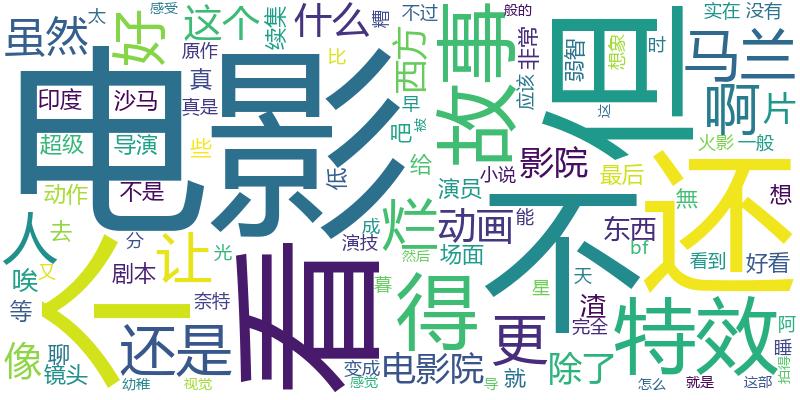 虽然
太
好
感受
这个
续集
什么
糟
不过
故事
般的
但
实在
没有
原作
真
真是
比
西方
早
吧
被
非常
应该
弱智
想象
这
马兰
啊
片
印度
沙马
超级
导演
些
电影
低
给
小说
影院
火影
一般
动作
不是
人
去
分
个
让
光
成
演技
看
烂
然后
演员
动画
能
不
最后
东西
bf
还
無
想
看到
好看
唉
又
剧本
奈特
等
还是
暮
得
场面
星
天
渣
更
完全
特效
阿
睡
像
聊
镜头
幼稚
视觉
变成
感觉
电影院
导
就
除了
怎么
就是
这部
拍得